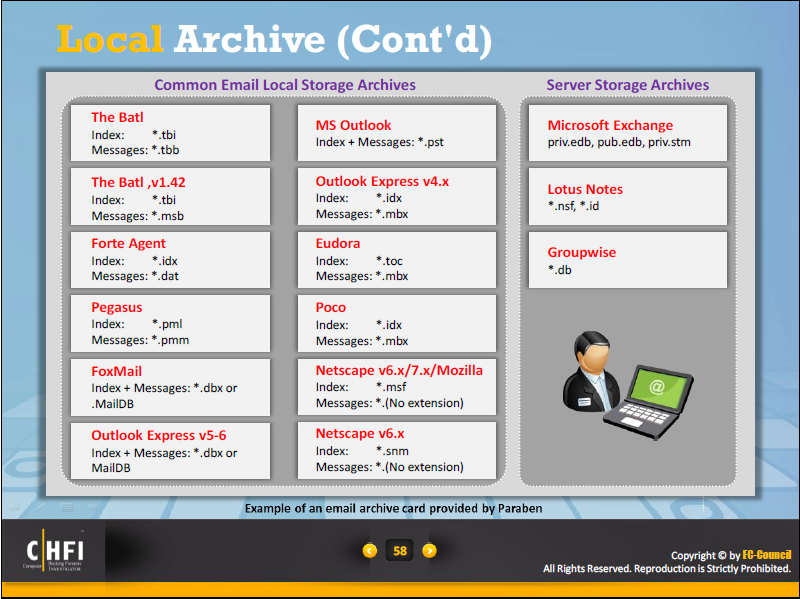 Local Archive (Cont'd)
Common Email Local Storage Archives
The Batl
Index: *.tbi
Messages: *.tbb
The Batl ,v1.42
Index: *.tbi
Messages: *.msb
Forte Agent
Index: *.idx
Messages: *.dat
Pegasus
Index: *.pml
Messages: *.pmm
FoxMail
Index + Messages: *.dbx or
.MailDB
Outlook Express v5-6
Index + Messages: *.dbx or
MailDB
MS Outlook
Index + Messages: *.pst
Outlook Express v4.x
Index: *.idx
Messages: *.mbx
Eudora
Index: *.toc
Messages: *.mbx
Poco
Index: *.idx
Messages: *.mbx
Netscape v6.x/7.x/Mozilla
Index: *.msf
Messages: *.(No extension)
Netscape v6.x
Index: *.snm
Messages: *.(No extension)
Server Storage Archives
Microsoft Exchange
priv.edb, pub.edb, priv.stm
Lotus Notes
*.nsf, *.id
Groupwise
*.db
@
Example of an email archive card provided by Paraben
CHFI
Computer Hacking Forensic
INVESTIGATOR
58
Copyright © by EC-Council
All Rights Reserved. Reproduction is Strictly Prohibited.